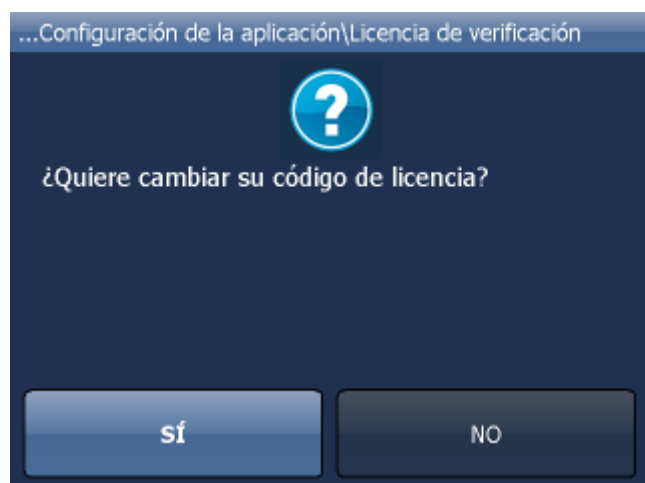 ...Configuración de la aplicación\Licencia de verificación
¿Quiere cambiar su código de licencia?
SÍ
NO